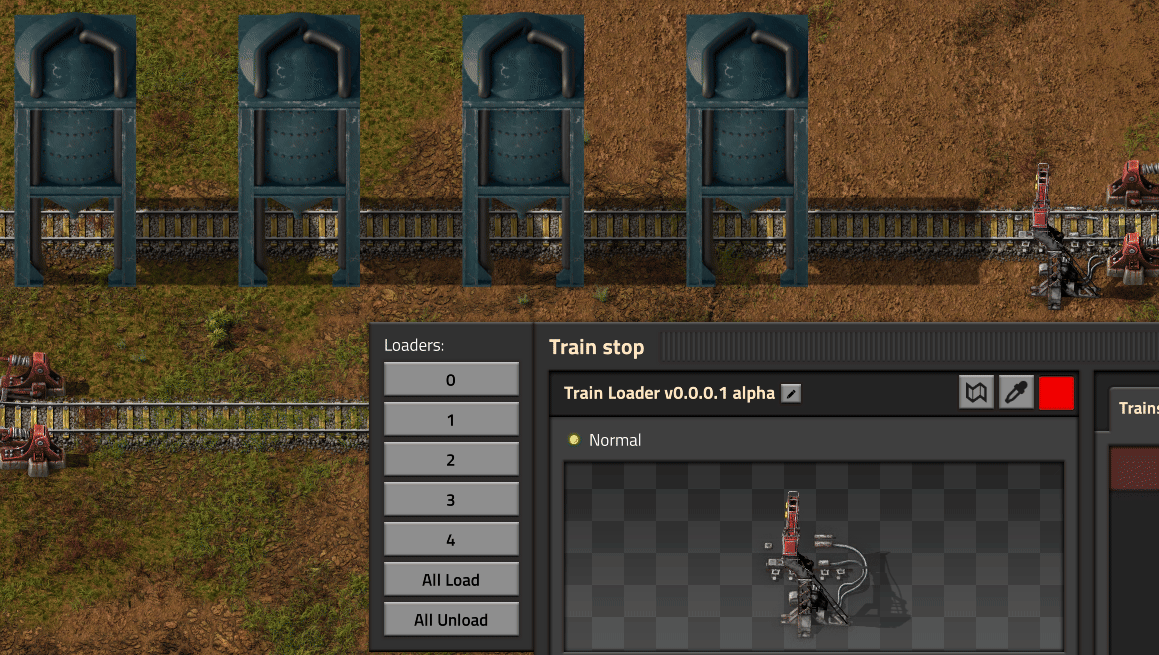 Loaders:
0
1
2
3
4
All Load
All Unload
Train stop
Train Loader v0.0.0.1 alpha
Normal
Trains